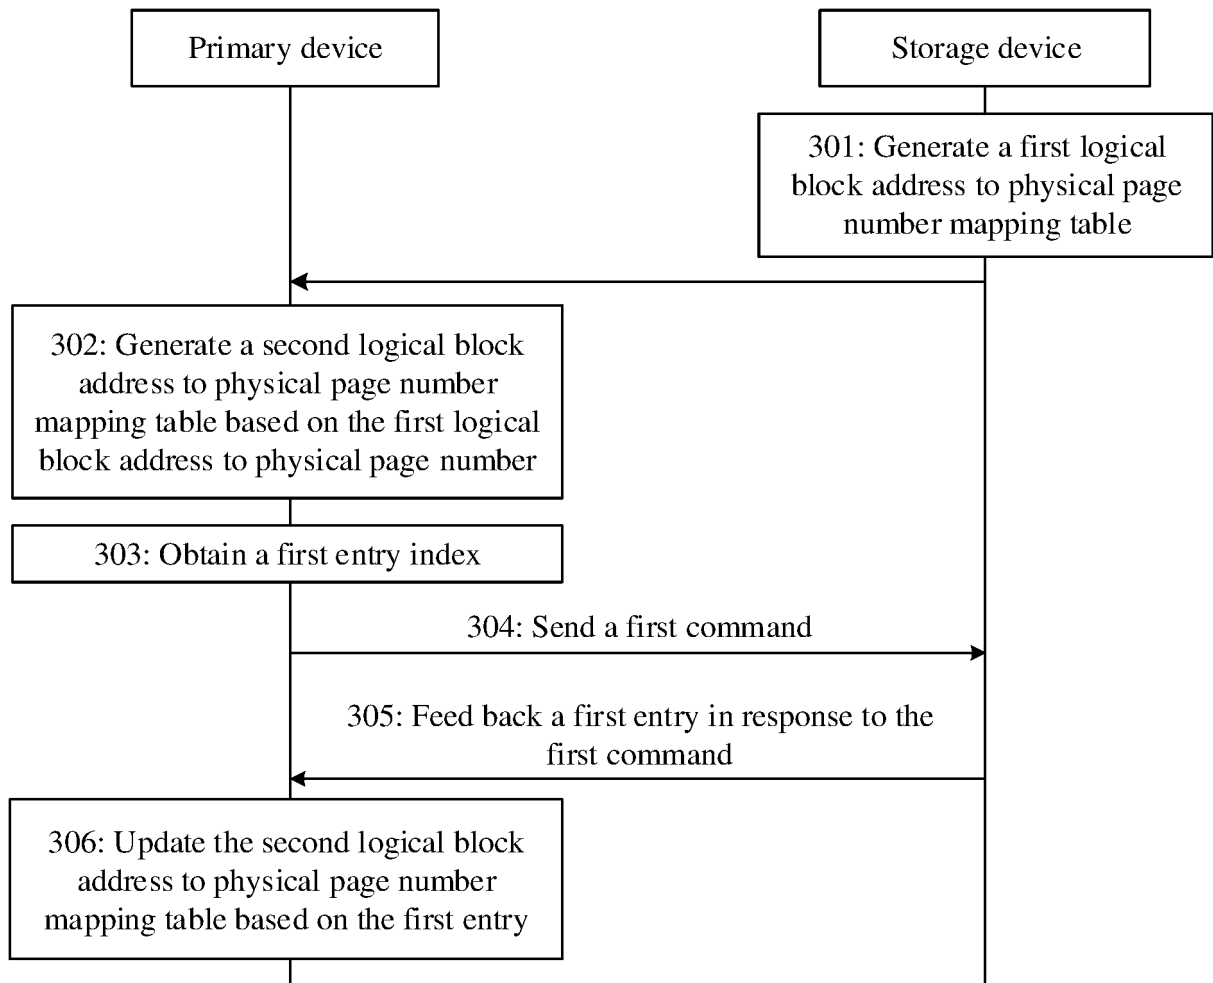 Primary device
Storage device
301: Generate a first logical
block address to physical page
number mapping table
302: Generate a second logical block
address to physical page number
mapping table based on the first logical
block address to physical page number
303: Obtain a first entry index
304: Send a first command
305: Feed back a first entry in response to the
first command
306: Update the second logical block
address to physical page number
mapping table based on the first entry